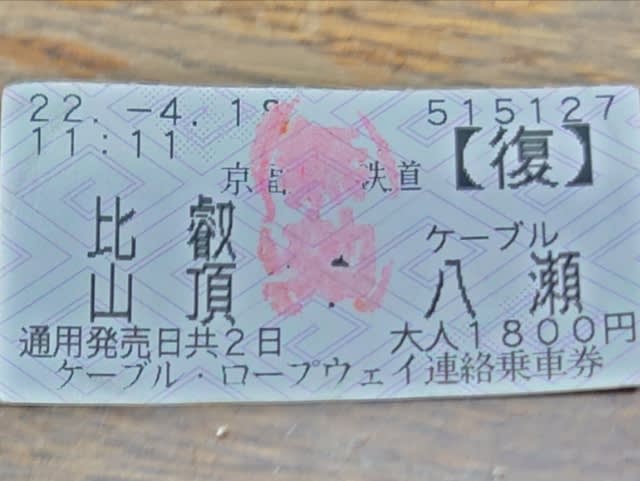 22.-4.18 515127
11:11
京福 鉄道 【復】
比叡 ケーブル
山頂 八瀬
通用発売日共2日 大人1800円
ケーブル・ロープウェイ連絡乗車券